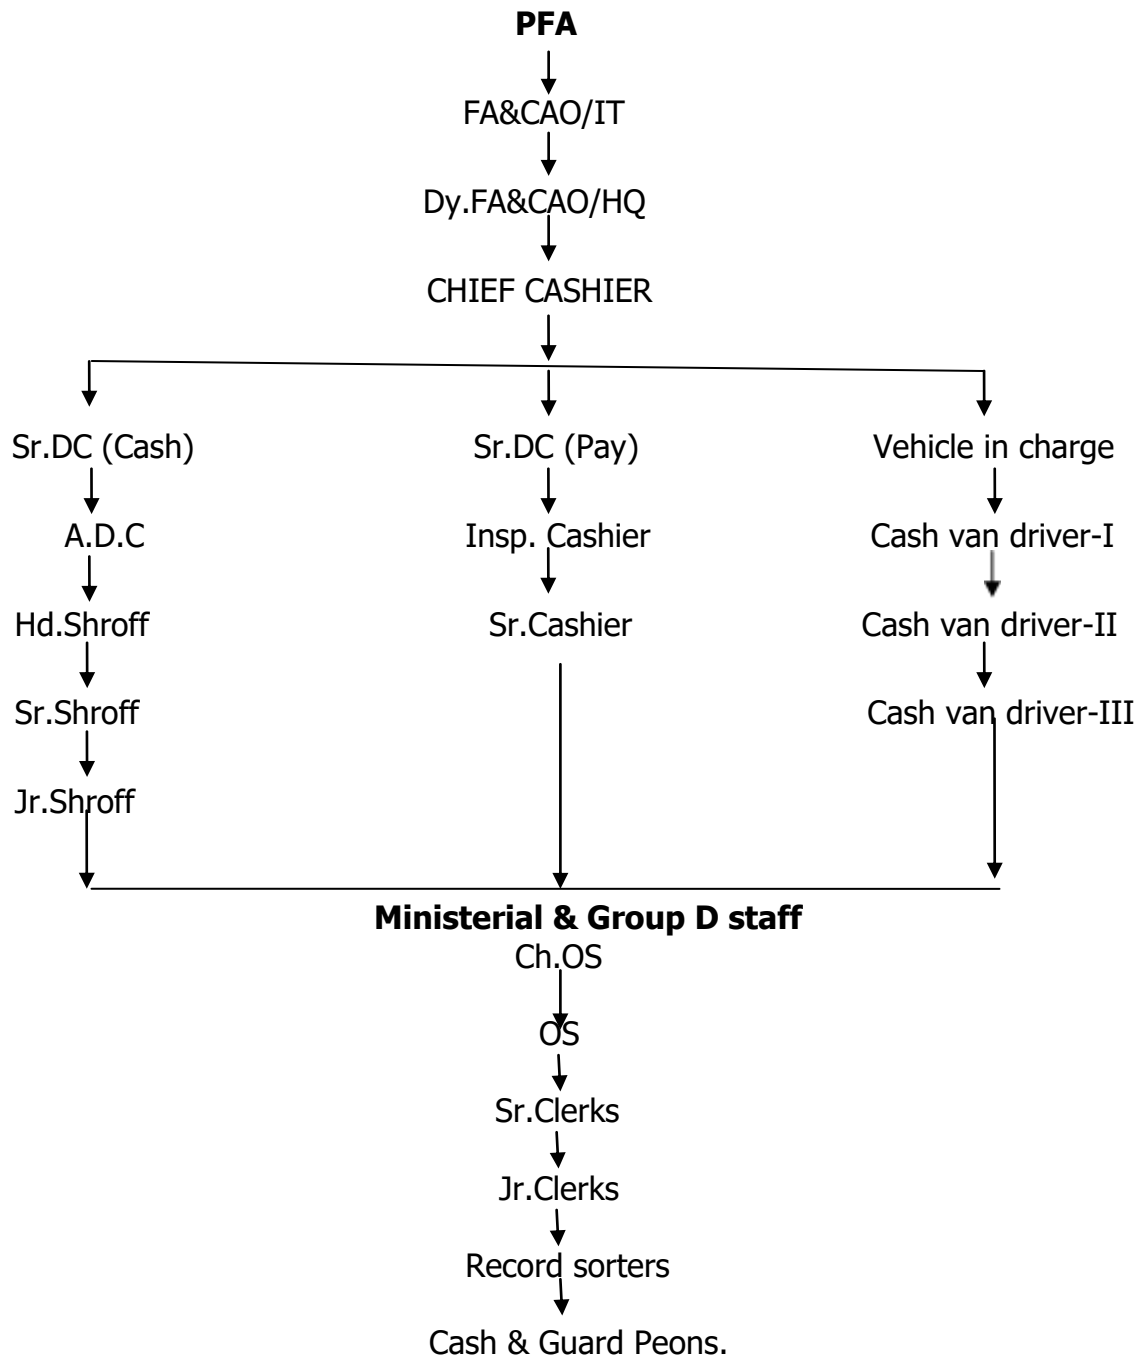 PFA
FA&CAO/IT
Dy.FA&CAO/HQ
CHIEF CASHIER
Sr.DC (Cash) Sr.DC (Pay) Vehicle in charge
A.D.C Insp. Cashier Cash van driver-I
Hd.Shroff Sr.Cashier Cash van driver-II
Sr.Shroff Cash van driver-III
Jr.Shroff
Ministerial & Group D staff
Ch.OS
OS
Sr.Clerks
Jr.Clerks
Record sorters
Cash & Guard Peons.